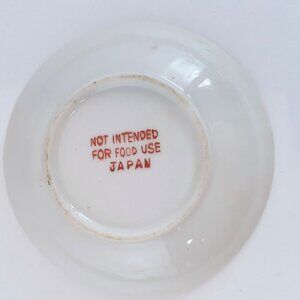 NOT INTENDED
FOR FOOD USE
JAPAN